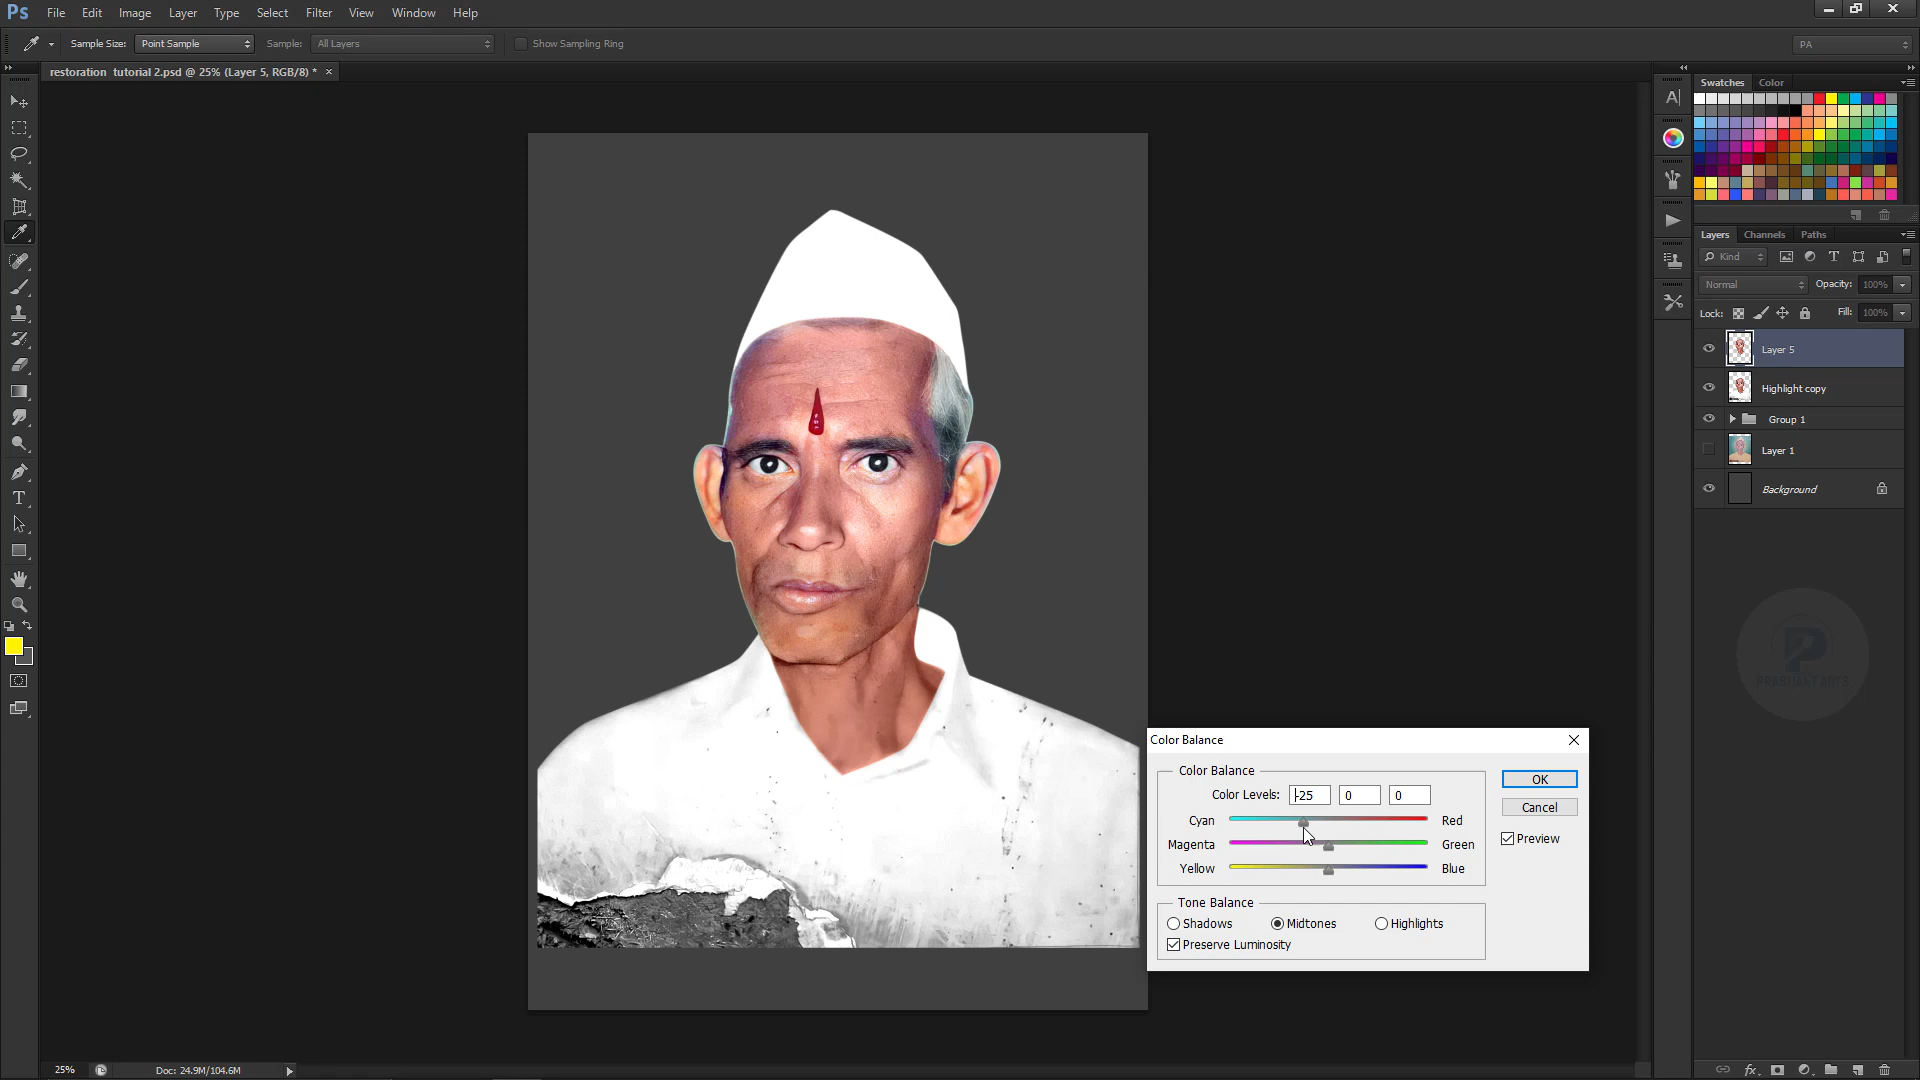 Ps File Edit Image Layer Type Select Filter View Window Help
Sample Size: Point Sample Sample: All Layers Show Sampling Ring PA
restoration tutorial 2.psd @ 25% (Layer 5, RGB/8) * ×
Swatches Color
Layers Channels Paths
Kind
Normal Opacity: 100%
Lock: Fill: 100%
Layer 5
Highlight copy
Group 1
Layer 1
Background
PRASHANT ARTS
Color Balance
Color Balance
Color Levels: -25 0 0
Cyan Red
Magenta Green
Yellow Blue
OK
Cancel
Preview
Tone Balance
Shadows Midtones Highlights
Preserve Luminosity
25% Doc: 24.9M/104.6M